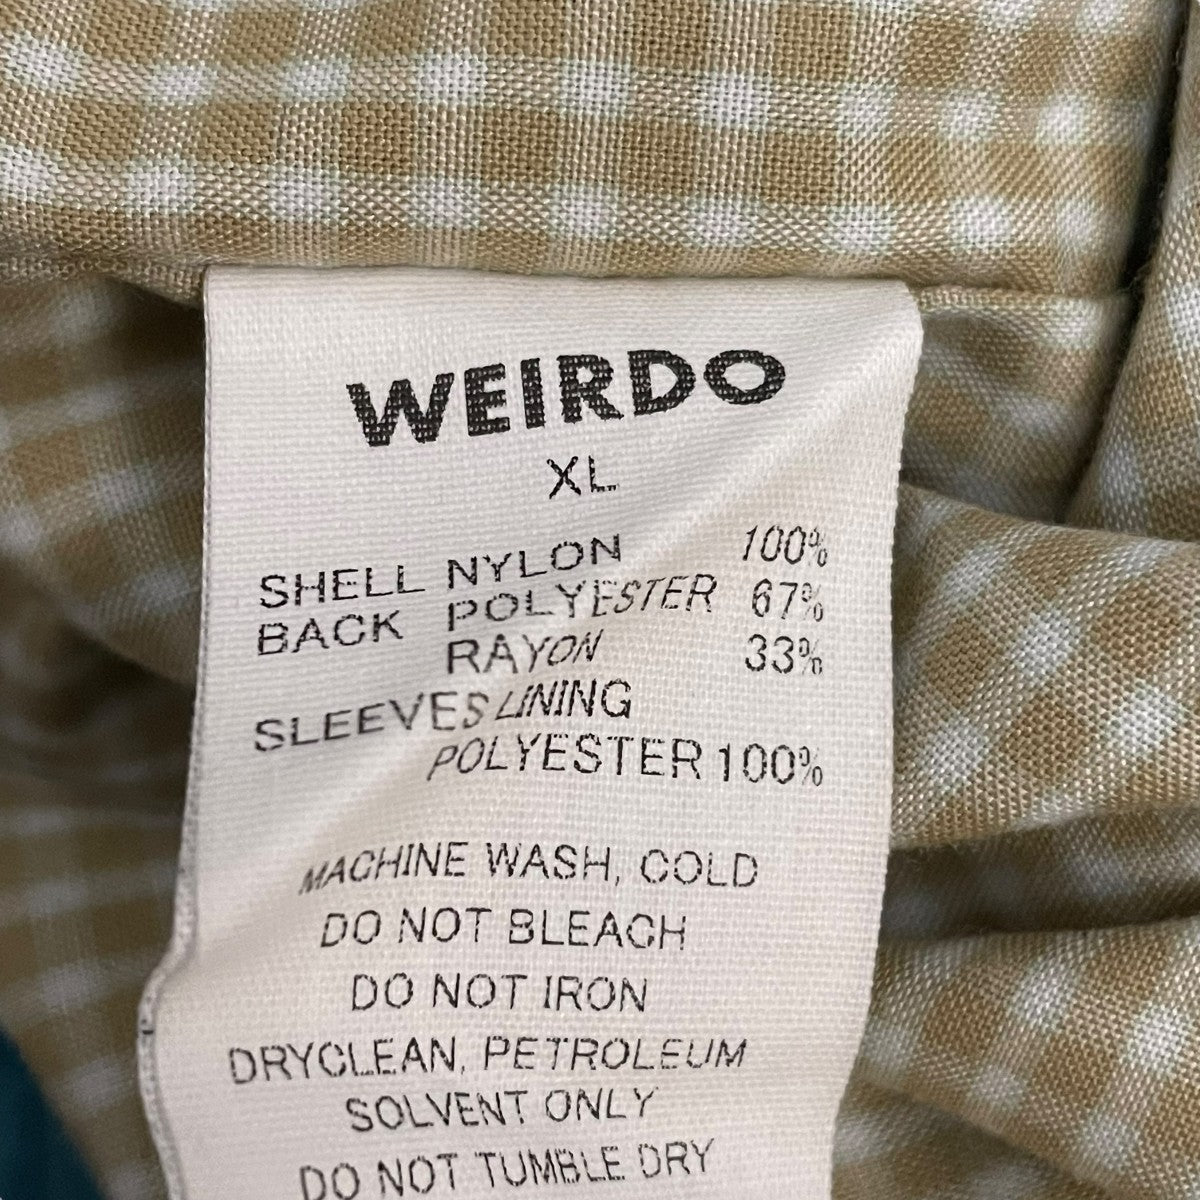 WEIRDO
XL
SHELL NYLON 100%
BACK POLYESTER 67%
RAYON 33%
SLEEVES LINING
POLYESTER 100%
MACHINE WASH, COLD
DO NOT BLEACH
DO NOT IRON
DRYCLEAN, PETROLEUM
SOLVENT ONLY
DO NOT TUMBLE DRY